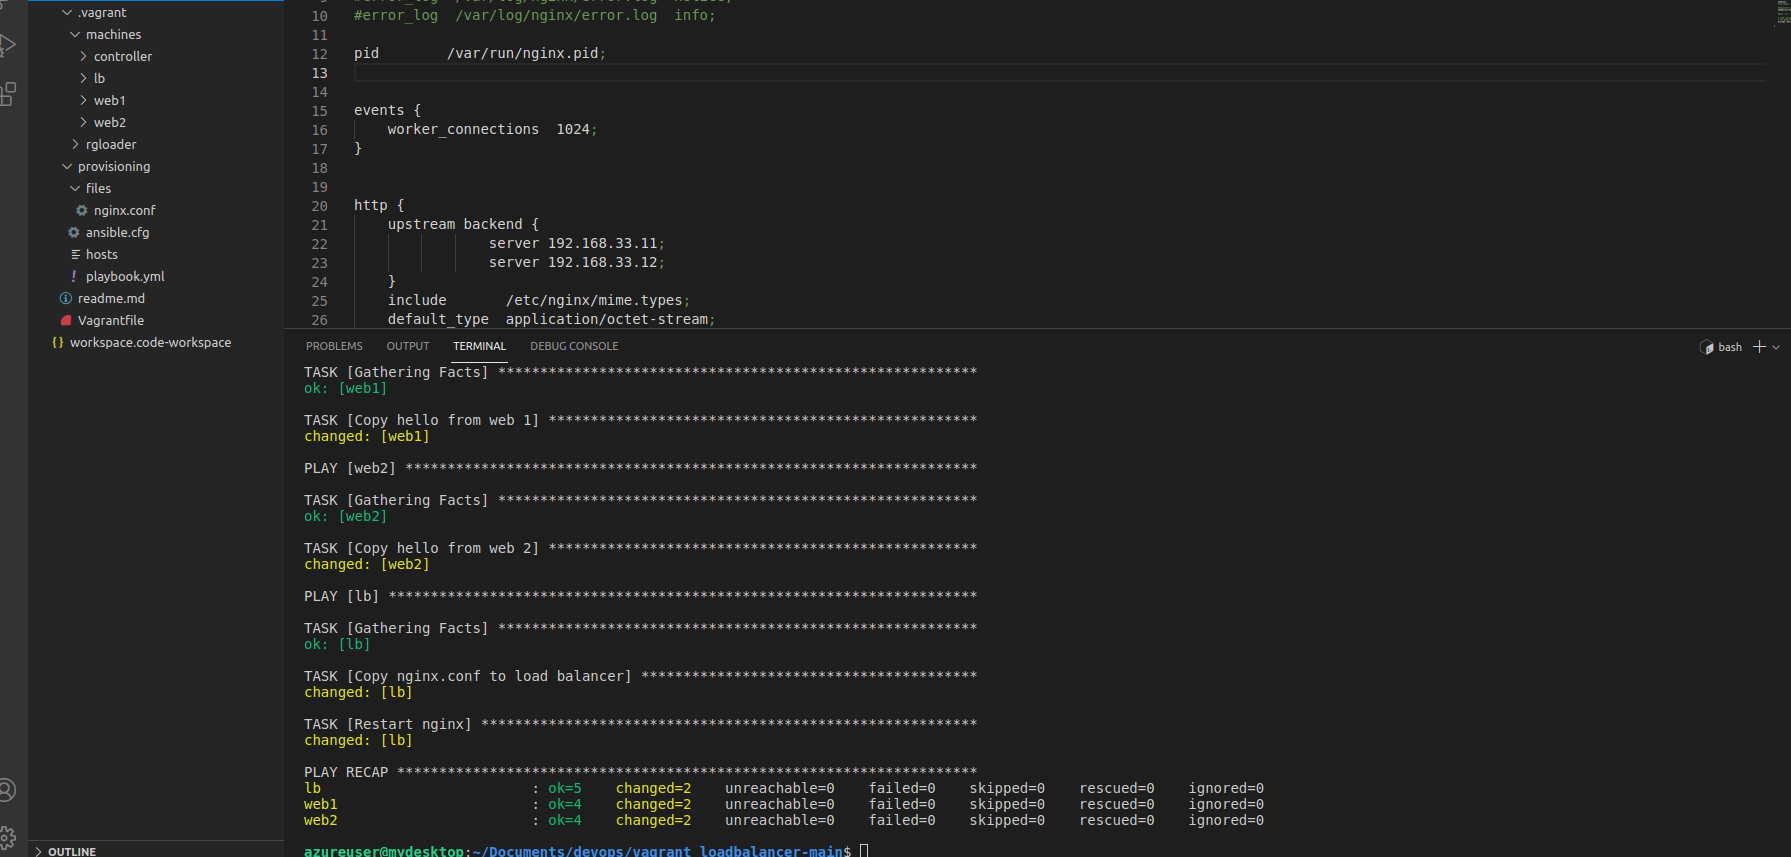 .vagrant
machines
controller
lb
web1
web2
rgloader
provisioning
files
nginx.conf
ansible.cfg
hosts
playbook.yml
readme.md
Vagrantfile
{} workspace.code-workspace
OUTLINE
10 #error_log  /var/log/nginx/error.log  info;
11
12 pid        /var/run/nginx.pid;
13
14
15 events {
16     worker_connections  1024;
17 }
18
19
20 http {
21     upstream backend {
22                 server 192.168.33.11;
23                 server 192.168.33.12;
24     }
25     include       /etc/nginx/mime.types;
26     default_type  application/octet-stream;
PROBLEMS OUTPUT TERMINAL DEBUG CONSOLE bash
TASK [Gathering Facts] *********************************************************
ok: [web1]
TASK [Copy hello from web 1] ***************************************************
changed: [web1]
PLAY [web2] ********************************************************************
TASK [Gathering Facts] *********************************************************
ok: [web2]
TASK [Copy hello from web 2] ***************************************************
changed: [web2]
PLAY [lb] **********************************************************************
TASK [Gathering Facts] *********************************************************
ok: [lb]
TASK [Copy nginx.conf to load balancer] ****************************************
changed: [lb]
TASK [Restart nginx] ***********************************************************
changed: [lb]
PLAY RECAP *********************************************************************
lb                         : ok=5    changed=2    unreachable=0    failed=0    skipped=0    rescued=0    ignored=0
web1                       : ok=4    changed=2    unreachable=0    failed=0    skipped=0    rescued=0    ignored=0
web2                       : ok=4    changed=2    unreachable=0    failed=0    skipped=0    rescued=0    ignored=0
azureuser@mydesktop:~/Documents/devops/vagrant_loadbalancer-main$